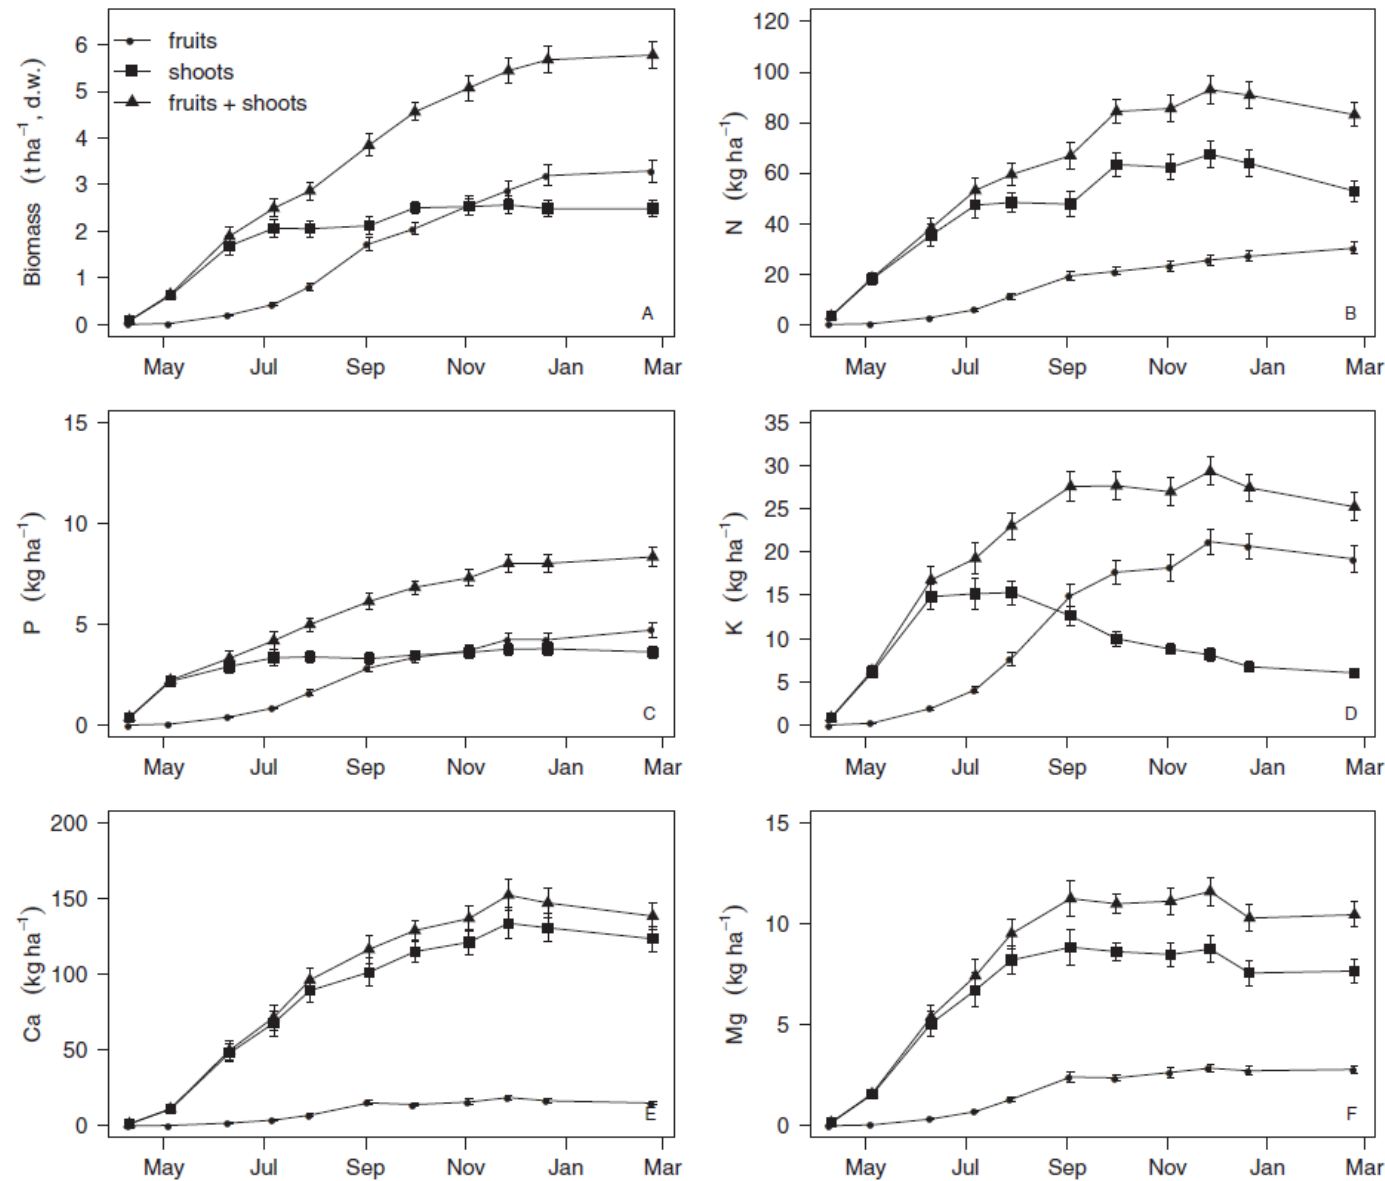 Biomass (t ha⁻¹, d.w.)
6
5
4
3
2
1
0
fruits
shoots
fruits + shoots
A
May Jul Sep Nov Jan Mar
N (kg ha⁻¹)
120
100
80
60
40
20
0
B
May Jul Sep Nov Jan Mar
P (kg ha⁻¹)
15
10
5
0
C
May Jul Sep Nov Jan Mar
K (kg ha⁻¹)
35
30
25
20
15
10
5
0
D
May Jul Sep Nov Jan Mar
Ca (kg ha⁻¹)
200
150
100
50
0
E
May Jul Sep Nov Jan Mar
Mg (kg ha⁻¹)
15
10
5
0
F
May Jul Sep Nov Jan Mar